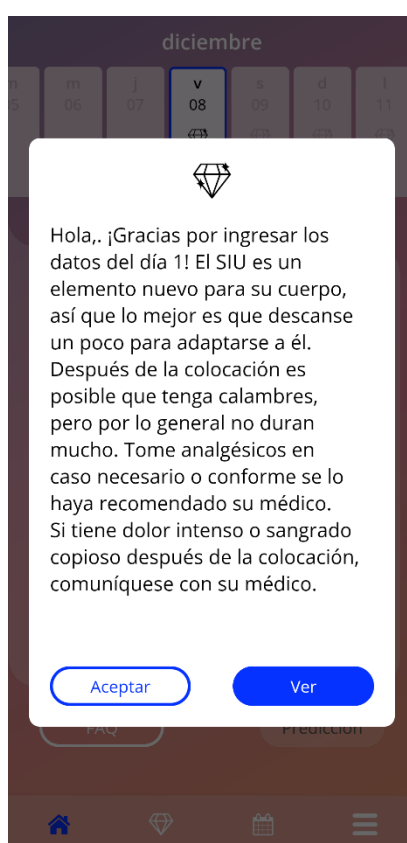 diciembre
m j v s d l
05 06 07 08 09 10 11
Hola,. ¡Gracias por ingresar los
datos del día 1! El SIU es un
elemento nuevo para su cuerpo,
así que lo mejor es que descanse
un poco para adaptarse a él.
Después de la colocación es
posible que tenga calambres,
pero por lo general no duran
mucho. Tome analgésicos en
caso necesario o conforme se lo
haya recomendado su médico.
Si tiene dolor intenso o sangrado
copioso después de la colocación,
comuníquese con su médico.
Aceptar Ver
FAQ Predicción